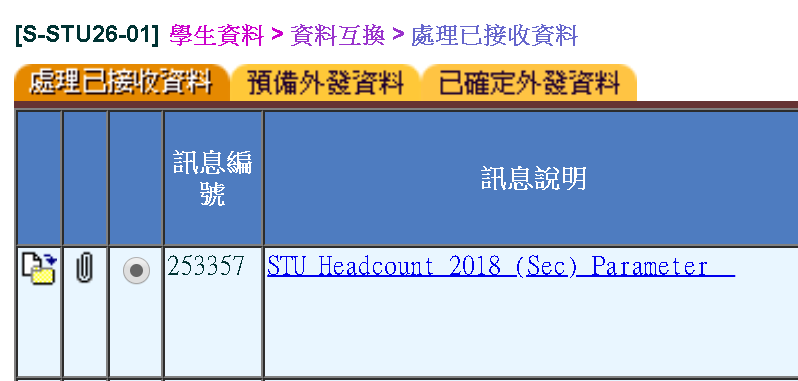 [S-STU26-01] 學生資料 > 資料互換 > 處理已接收資料
處理已接收資料 預備外發資料 已確定外發資料
訊息編
號
訊息說明
253357 STU Headcount 2018 (Sec) Parameter